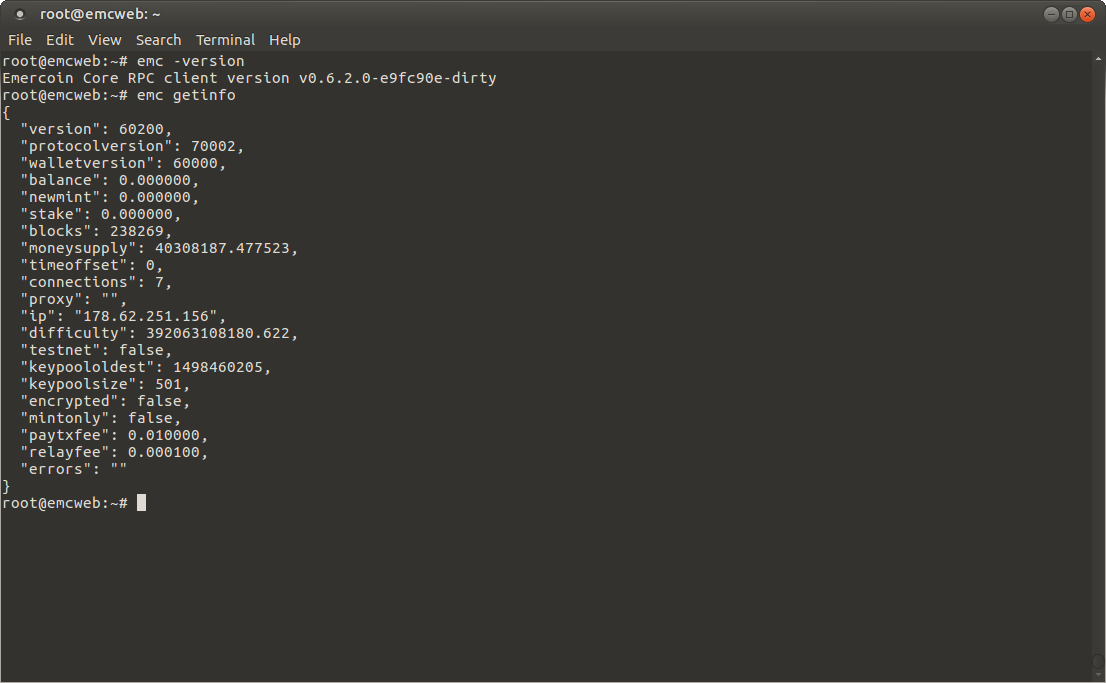 root@emcweb: ~
File Edit View Search Terminal Help
root@emcweb:~# emc -version
Emercoin Core RPC client version v0.6.2.0-e9fc90e-dirty
root@emcweb:~# emc getinfo
{
  "version": 60200,
  "protocolversion": 70002,
  "walletversion": 60000,
  "balance": 0.000000,
  "newmint": 0.000000,
  "stake": 0.000000,
  "blocks": 238269,
  "moneysupply": 40308187.477523,
  "timeoffset": 0,
  "connections": 7,
  "proxy": "",
  "ip": "178.62.251.156",
  "difficulty": 392063108180.622,
  "testnet": false,
  "keypoololdest": 1498460205,
  "keypoolsize": 501,
  "encrypted": false,
  "mintonly": false,
  "paytxfee": 0.010000,
  "relayfee": 0.000100,
  "errors": ""
}
root@emcweb:~#